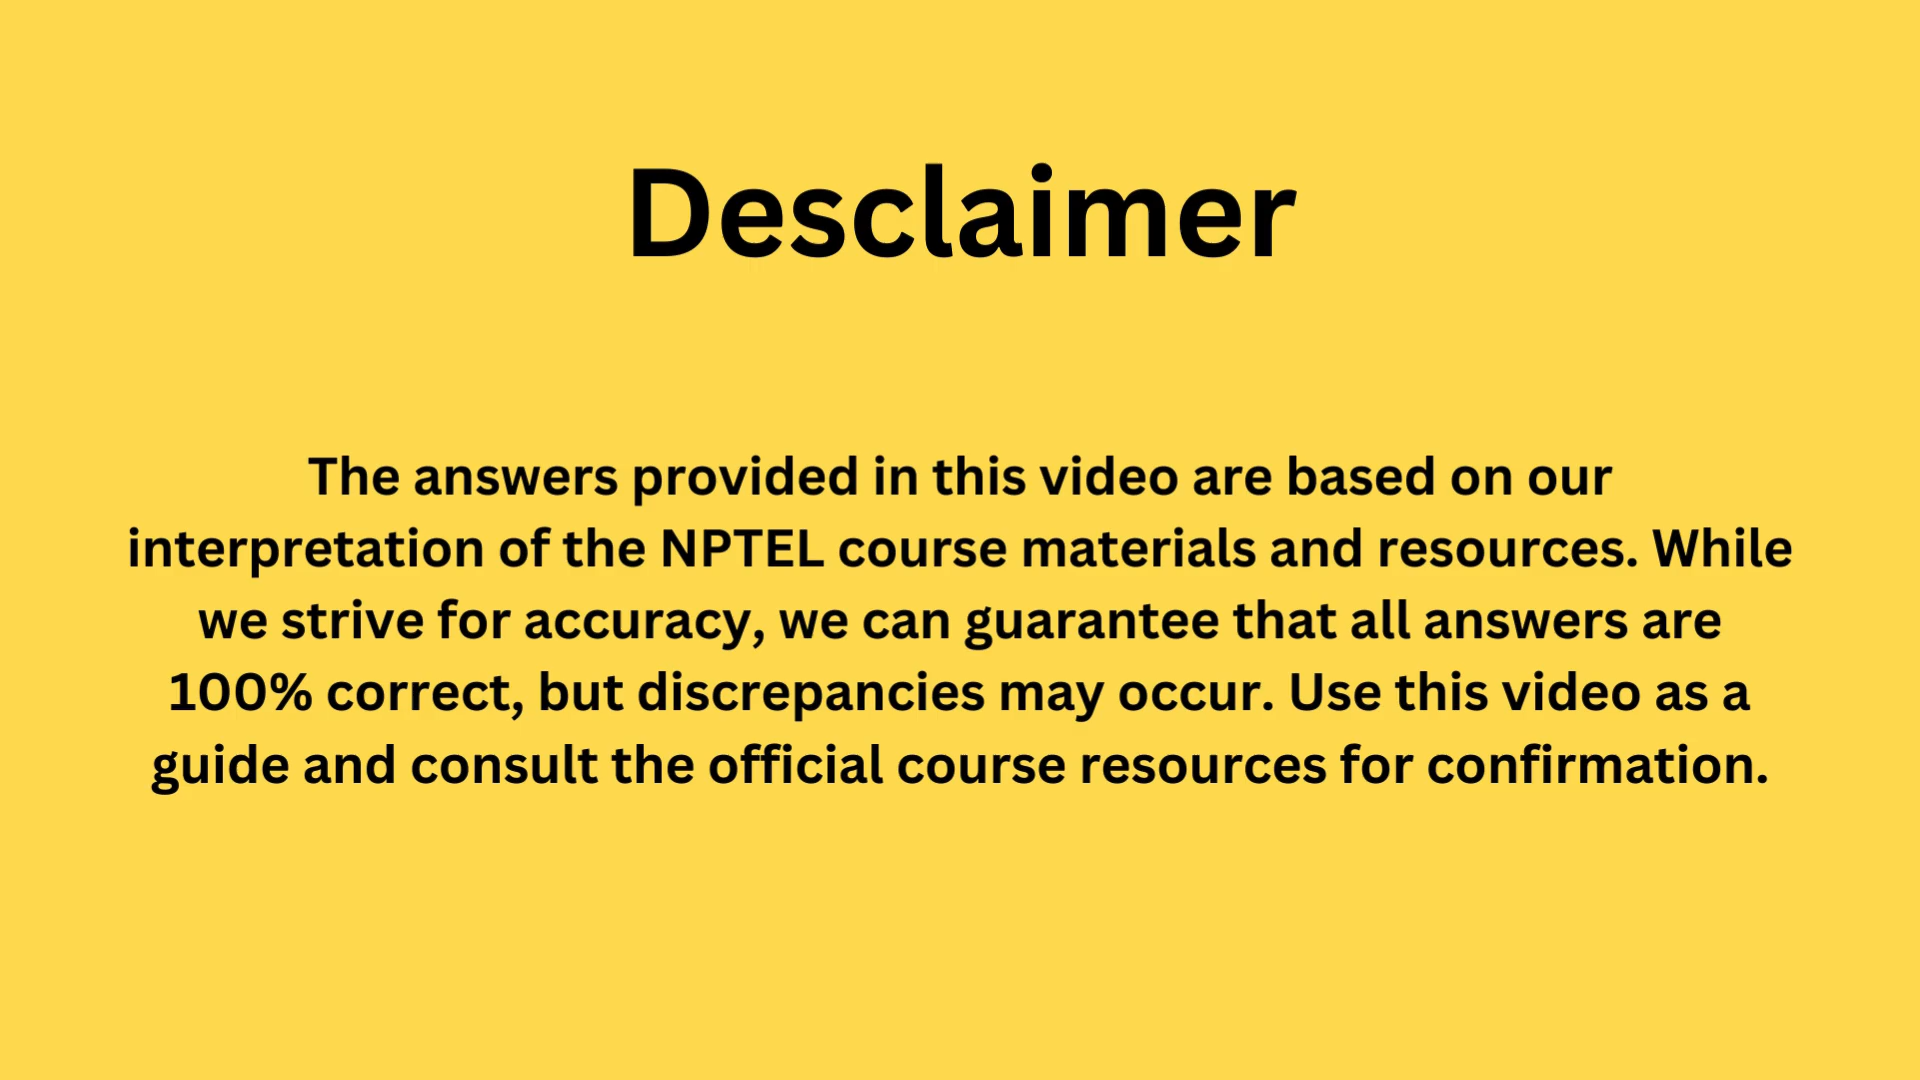 Desclaimer
The answers provided in this video are based on our
interpretation of the NPTEL course materials and resources. While
we strive for accuracy, we can guarantee that all answers are
100% correct, but discrepancies may occur. Use this video as a
guide and consult the official course resources for confirmation.